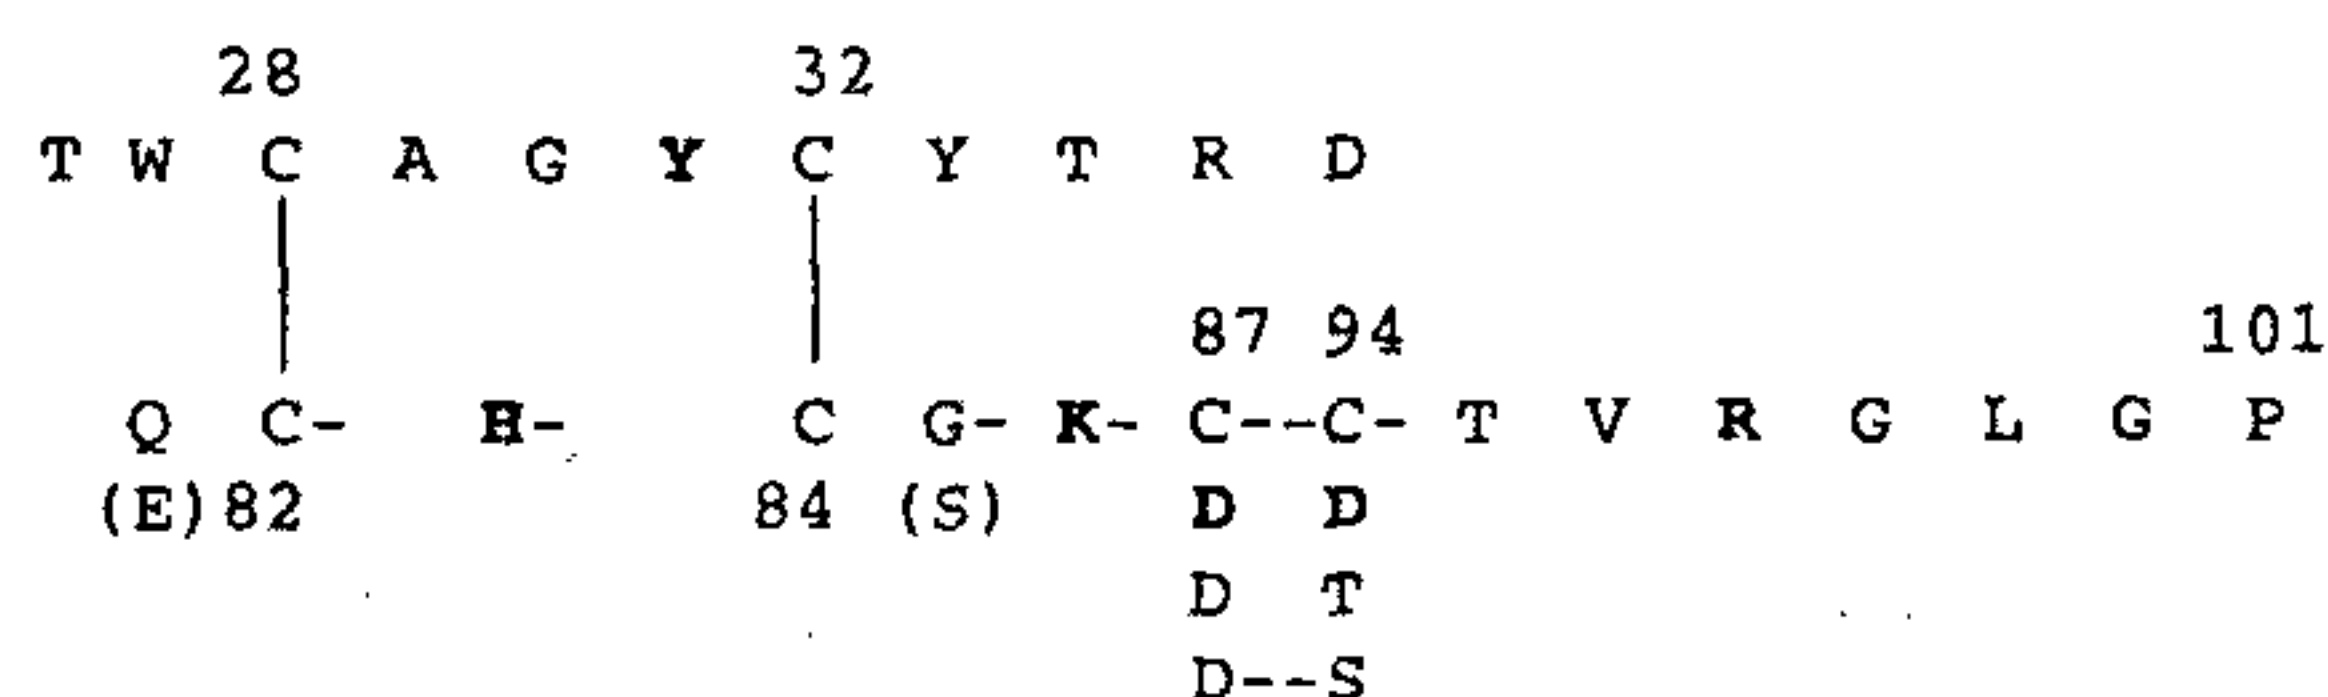 28 32
T W C A G Y C Y T R D
87 94 101
Q C- H- C G- K- C--C- T V R G L G P
(E)82 84 (S) D D
D T
D--S